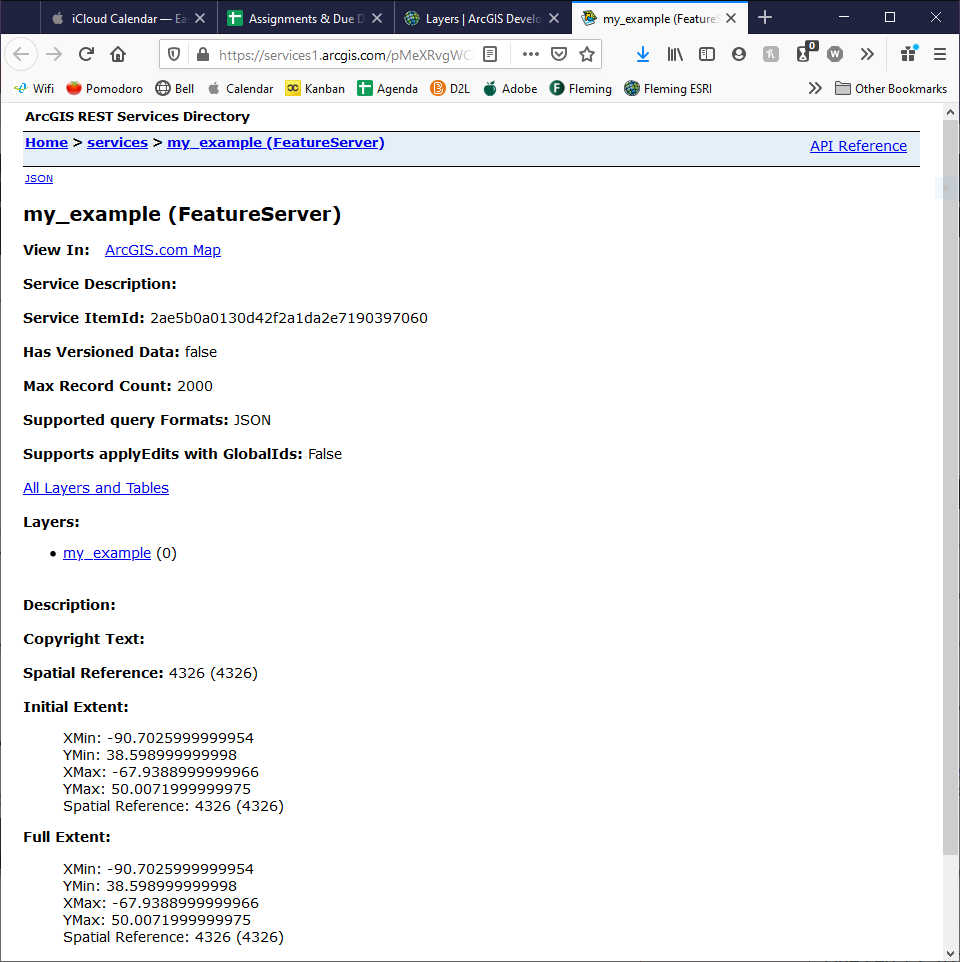 iCloud Calendar — Ea
Assignments & Due D
Layers | ArcGIS Develo
my_example (FeatureS
https://services1.arcgis.com/pMeXRvgWC
0
W
Wifi
Pomodoro
Bell
Calendar
Kanban
Agenda
D2L
Adobe
Fleming
Fleming ESRI
Other Bookmarks
ArcGIS REST Services Directory
Home > services > my_example (FeatureServer)
API Reference
JSON
my_example (FeatureServer)
View In: ArcGIS.com Map
Service Description:
Service ItemId: 2ae5b0a0130d42f2a1da2e7190397060
Has Versioned Data: false
Max Record Count: 2000
Supported query Formats: JSON
Supports applyEdits with GlobalIds: False
All Layers and Tables
Layers:
• my_example (0)
Description:
Copyright Text:
Spatial Reference: 4326 (4326)
Initial Extent:
XMin: -90.7025999999954
YMin: 38.598999999998
XMax: -67.9388999999966
YMax: 50.0071999999975
Spatial Reference: 4326 (4326)
Full Extent:
XMin: -90.7025999999954
YMin: 38.598999999998
XMax: -67.9388999999966
YMax: 50.0071999999975
Spatial Reference: 4326 (4326)